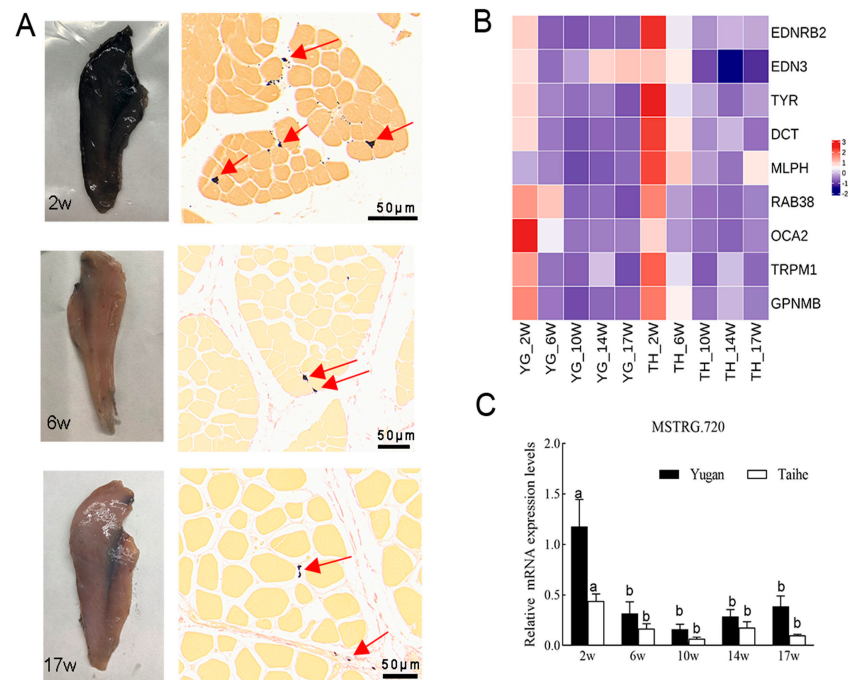 A
2w
50μm
6w
50μm
17w
50μm
B
EDNRB2
EDN3
TYR
DCT
MLPH
RAB38
OCA2
TRPM1
GPNMB
3
2
1
0
-1
-2
YG_2W
YG_6W
YG_10W
YG_14W
YG_17W
TH_2W
TH_6W
TH_10W
TH_14W
TH_17W
C
MSTRG.720
Relative mRNA expression levels
2.0
1.5
1.0
0.5
0.0
Yugan
Taihe
a
a
b
b
b
b
b
b
b
b
2w
6w
10w
14w
17w